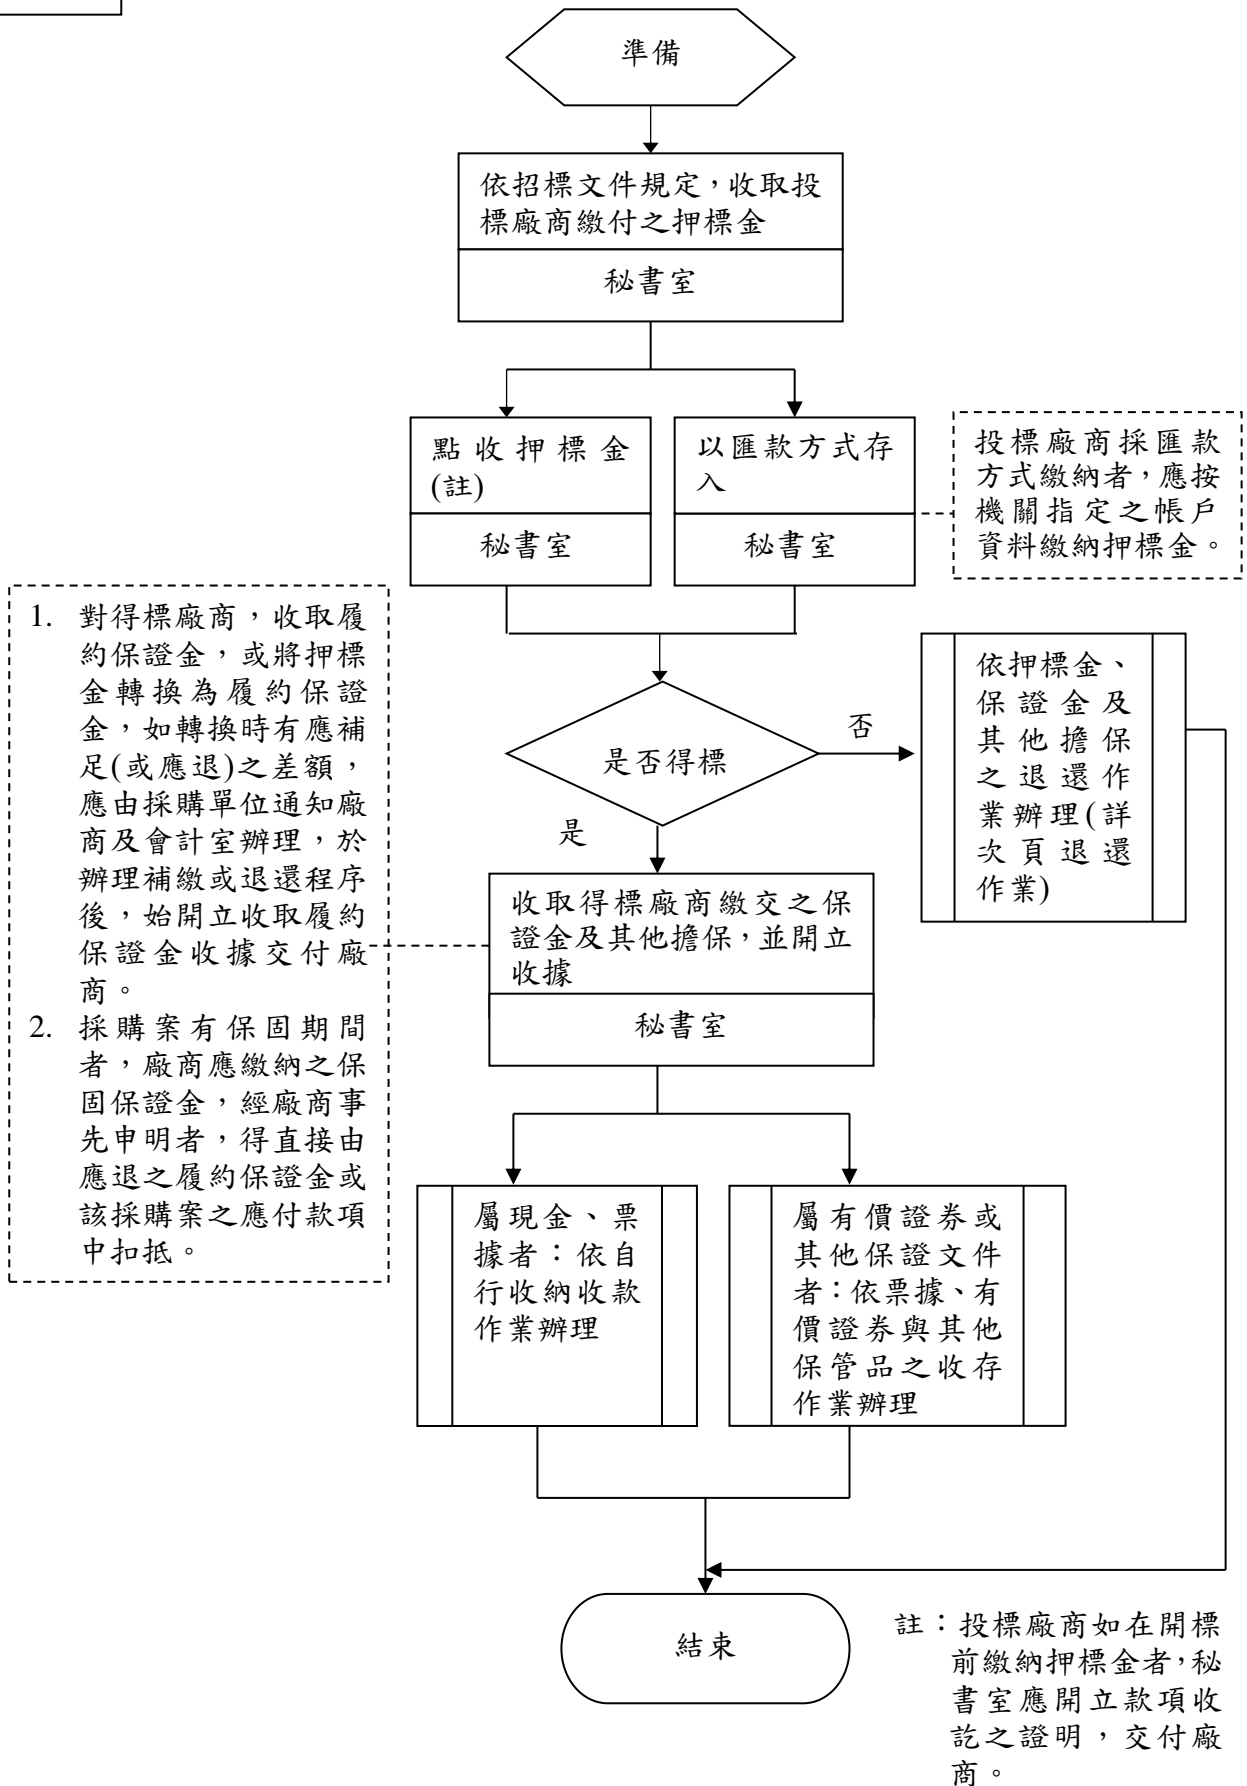 準備
依招標文件規定，收取投
標廠商繳付之押標金
秘書室
點收押標金
(註)
秘書室
以匯款方式存
入
秘書室
投標廠商採匯款
方式繳納者，應按
機關指定之帳戶
資料繳納押標金。
1. 對得標廠商，收取履
約保證金，或將押標
金轉換為履約保證
金，如轉換時有應補
足(或應退)之差額，
應由採購單位通知廠
商及會計室辦理，於
辦理補繳或退還程序
後，始開立收取履約
保證金收據交付廠
商。
2. 採購案有保固期間
者，廠商應繳納之保
固保證金，經廠商事
先申明者，得直接由
應退之履約保證金或
該採購案之應付款項
中扣抵。
是否得標
否
是
依押標金、
保證金及
其他擔保
之退還作
業辦理(詳
次頁退還
作業)
收取得標廠商繳交之保
證金及其他擔保，並開立
收據
秘書室
屬現金、票
據者：依自
行收納收款
作業辦理
屬有價證券或
其他保證文件
者：依票據、有
價證券與其他
保管品之收存
作業辦理
結束
註：投標廠商如在開標
前繳納押標金者，秘
書室應開立款項收
訖之證明，交付廠
商。